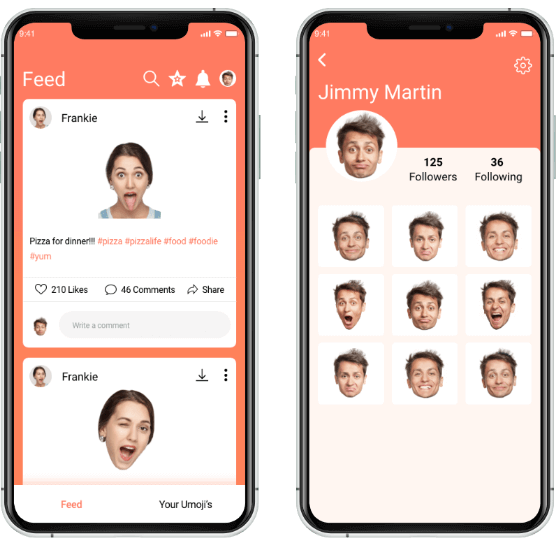 9:41
Feed
Frankie
Pizza for dinner!!! #pizza #pizzalife #food #foodie
#yum
210 Likes 46 Comments Share
Write a comment
Frankie
Feed Your Umoji's
9:41
Jimmy Martin
125 36
Followers Following